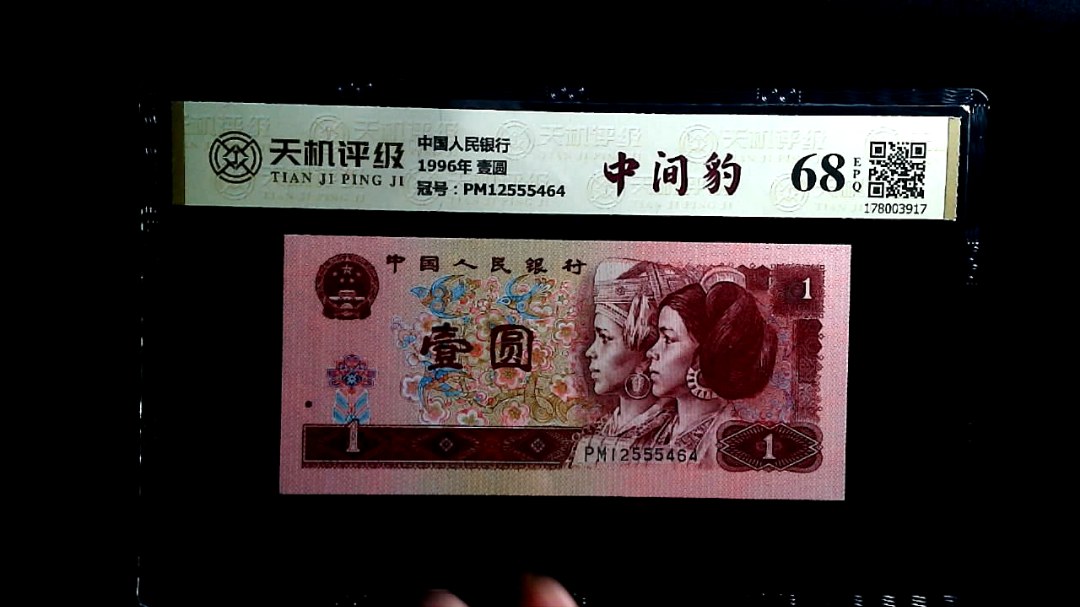 天机评级
TIAN JI PING JI
中国人民银行
1996年 壹圆
冠号：PM12555464
中间豹
68
EPQ
178003917
中国人民银行
1
壹圆
1
PM12555464
1